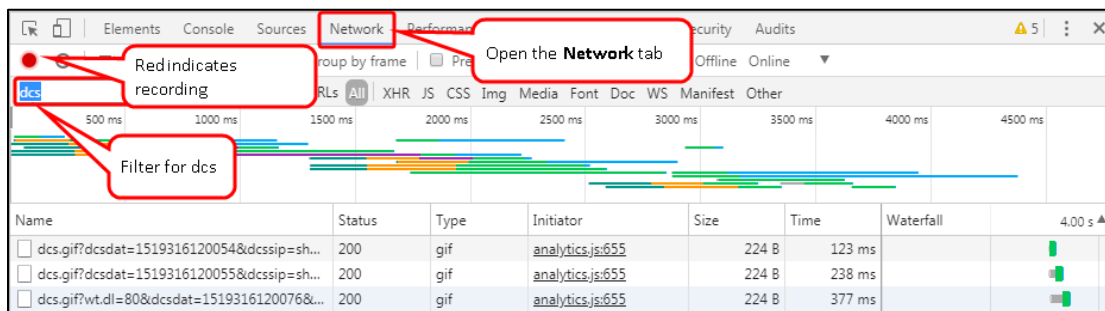 Elements Console Sources Network Performan ecurity Audits 5
Open the Network tab
Red indicates recording
roup by frame Pre Offline Online
dcs RLs All XHR JS CSS Img Media Font Doc WS Manifest Other
500 ms 1000 ms 1500 ms 2000 ms 2500 ms 3000 ms 3500 ms 4000 ms 4500 ms
Filter for dcs
Name Status Type Initiator Size Time Waterfall 4.00 s
dcs.gif?dcsdat=1519316120054&dcssip=sh... 200 gif analytics.js:655 224 B 123 ms
dcs.gif?dcsdat=1519316120055&dcssip=sh... 200 gif analytics.js:655 224 B 238 ms
dcs.gif?wt.dl=80&dcsdat=1519316120076&... 200 gif analytics.js:655 224 B 377 ms